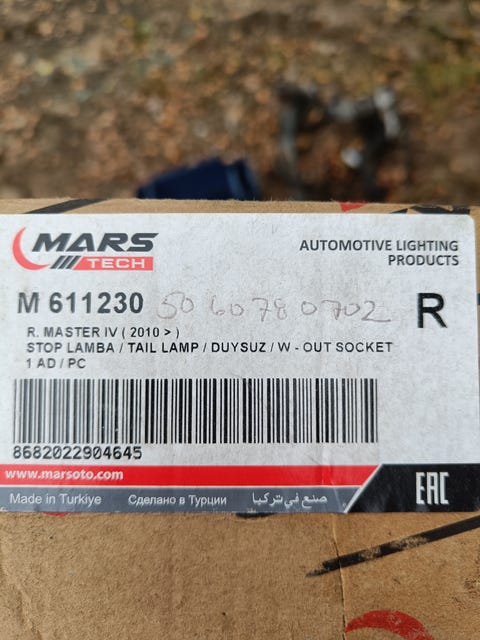 MARS
TECH
AUTOMOTIVE LIGHTING
PRODUCTS
M 611230 5060780702 R
R. MASTER IV ( 2010 > )
STOP LAMBA / TAIL LAMP / DUYSUZ / W - OUT SOCKET
1 AD / PC
8682022904645
www.marsoto.com
EAC
Made in Turkiye Сделано в Турции صنع في تركيا